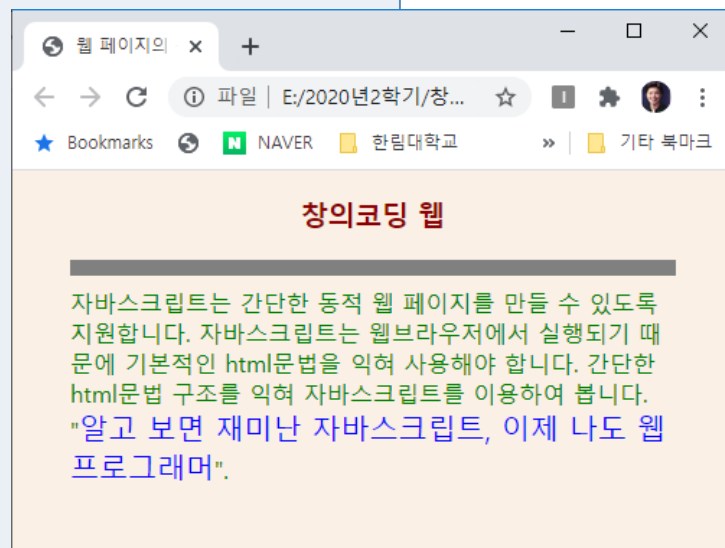 웹 페이지의
파일 | E:/2020년2학기/창...
Bookmarks NAVER 한림대학교 » 기타 북마크
창의코딩 웹
자바스크립트는 간단한 동적 웹 페이지를 만들 수 있도록
지원합니다. 자바스크립트는 웹브라우저에서 실행되기 때
문에 기본적인 html문법을 익혀 사용해야 합니다. 간단한
html문법 구조를 익혀 자바스크립트를 이용하여 봅니다.
"알고 보면 재미난 자바스크립트, 이제 나도 웹
프로그래머".